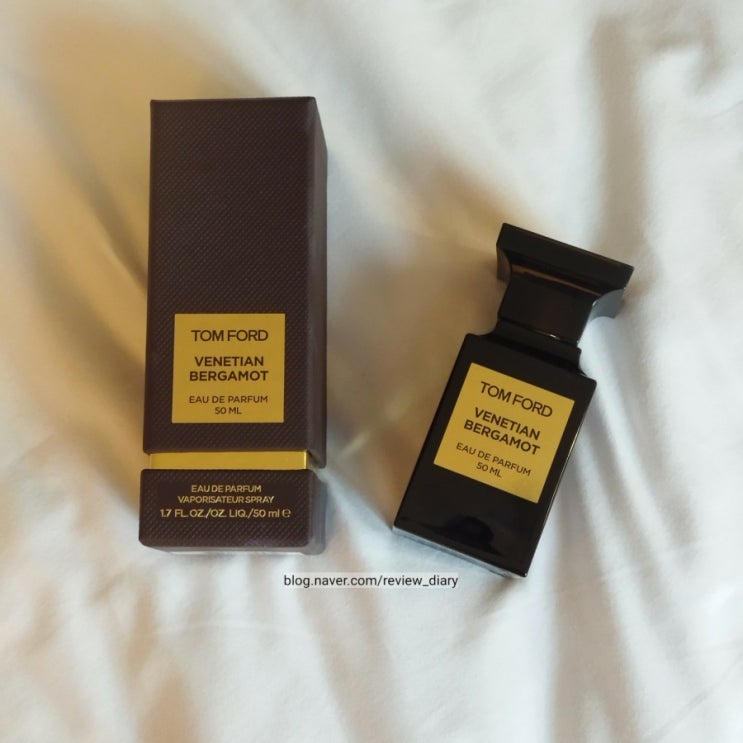 TOM FORD
VENETIAN
BERGAMOT
EAU DE PARFUM
50 ML
EAU DE PARFUM
VAPORISATEUR SPRAY
1.7 FL. OZ./OZ. LIQ./50 ml ℮
TOM FORD
VENETIAN
BERGAMOT
EAU DE PARFUM
50 ML
blog.naver.com/review_diary